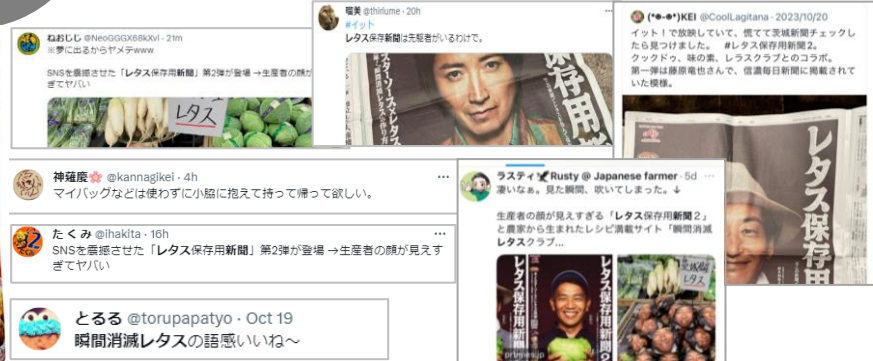 ねおじじ @NeoGGGX68kXvi · 21m
※夢に出るからヤメテwww
SNSを震撼させた「レタス保存用新聞」第2弾が登場 →生産者の顔が
ぎてヤバい
レタス
瑠美 @thirlume · 20h
#イット
レタス保存新聞は先駆者がいるわけで。
保存用
(*☻-☻*)KEI @CoolLagitana · 2023/10/20
イット！で放映していて、慌てて茨城新聞チェックし
たら見つけました。 #レタス保存用新聞2。
クックドゥ、味の素、レラスクラブとのコラボ。
第一弾は藤原竜也さんで、信濃毎日新聞に掲載されて
いた模様。
レタス保存用
神薙慶🌸 @kannagikei · 4h
マイバッグなどは使わずに小脇に抱えて持って帰って欲しい。
たくみ @ihakita · 16h
SNSを震撼させた「レタス保存用新聞」第2弾が登場 →生産者の顔が見えす
ぎてヤバい
とるる @torupapatyo · Oct 19
瞬間消滅レタスの語感いいね～
ラスティ Rusty @ Japanese farmer · 5d
凄いなぁ。見た瞬間、吹いてしまった。↓
生産者の顔が見えすぎる「レタス保存用新聞２」
と農家から生まれたレシピ満載サイト「瞬間消滅
レタスクラブ...
レタス保存用新聞
レタス保存用新聞2
茨城県
レタス